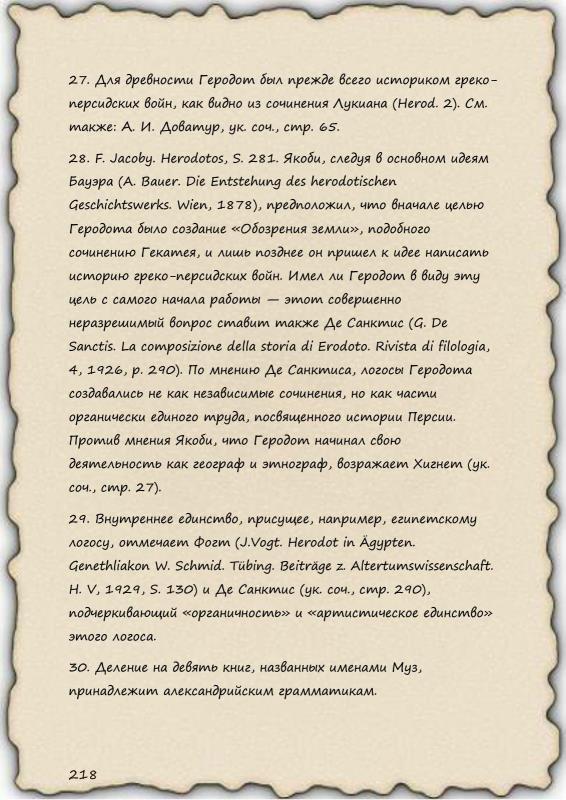 27. Для древности Геродот был прежде всего историком греко-
персидских войн, как видно из сочинения Лукиана (Herod. 2). См.
также: А. И. Доватур, ук. соч., стр. 65.
28. F. Jacoby. Herodotos, S. 281. Якоби, следуя в основном идеям
Бауэра (A. Bauer. Die Entstehung des herodotischen
Geschichtswerks. Wien, 1878), предположил, что вначале целью
Геродота было создание «Обозрения земли», подобного
сочинению Гекатея, и лишь позднее он пришел к идее написать
историю греко-персидских войн. Имел ли Геродот в виду эту
цель с самого начала работы — этот совершенно
неразрешимый вопрос ставит также Де Санктис (G. De
Sanctis. La composizione della storia di Erodoto. Rivista di filologia,
4, 1926, p. 290). По мнению Де Санктиса, логосы Геродота
создавались не как независимые сочинения, но как части
органически единого труда, посвященного истории Персии.
Против мнения Якоби, что Геродот начинал свою
деятельность как географ и этнограф, возражает Хигнет (ук.
соч., стр. 27).
29. Внутреннее единство, присущее, например, египетскому
логосу, отмечает Фогт (J.Vogt. Herodot in Ägypten.
Genethliakon W. Schmid. Tübing. Beiträge z. Altertumswissenschaft.
H. V, 1929, S. 130) и Де Санктис (ук. соч., стр. 290),
подчеркивающий «органичность» и «артистическое единство»
этого логоса.
30. Деление на девять книг, названных именами Муз,
принадлежит александрийским грамматикам.
218